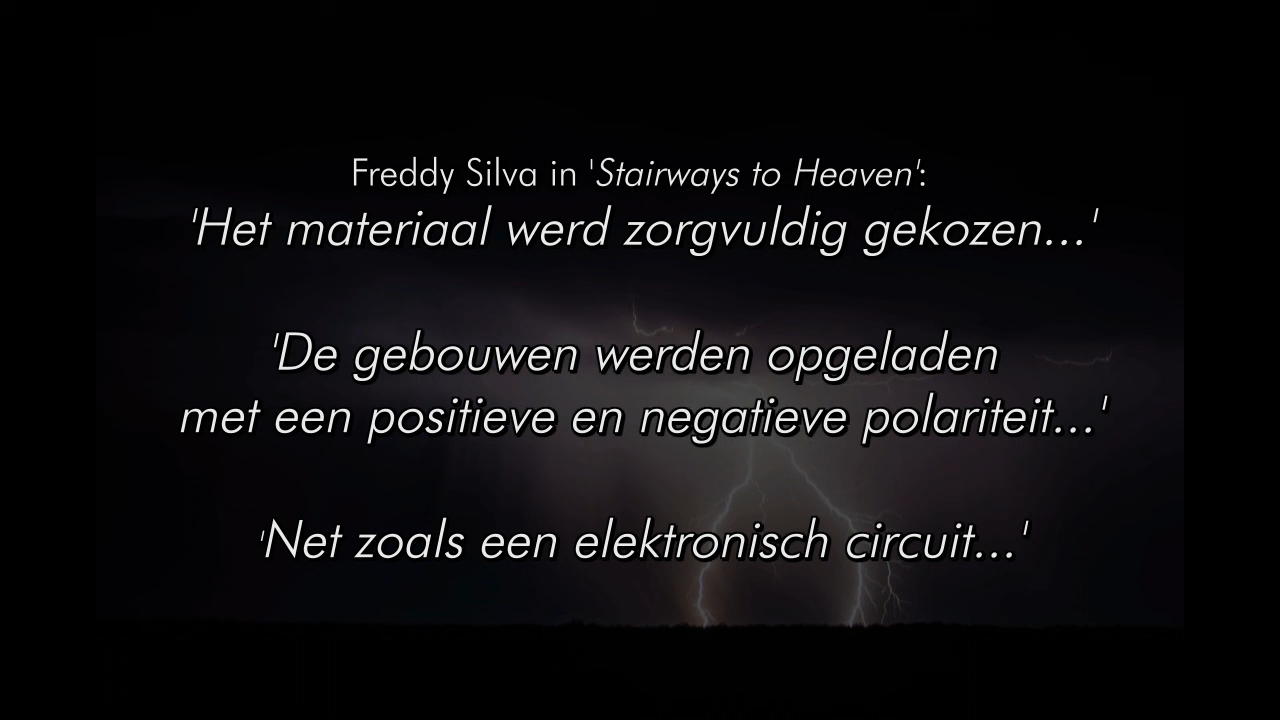 Freddy Silva in 'Stairways to Heaven':
'Het materiaal werd zorgvuldig gekozen...'
'De gebouwen werden opgeladen
met een positieve en negatieve polariteit...'
'Net zoals een elektronisch circuit...'